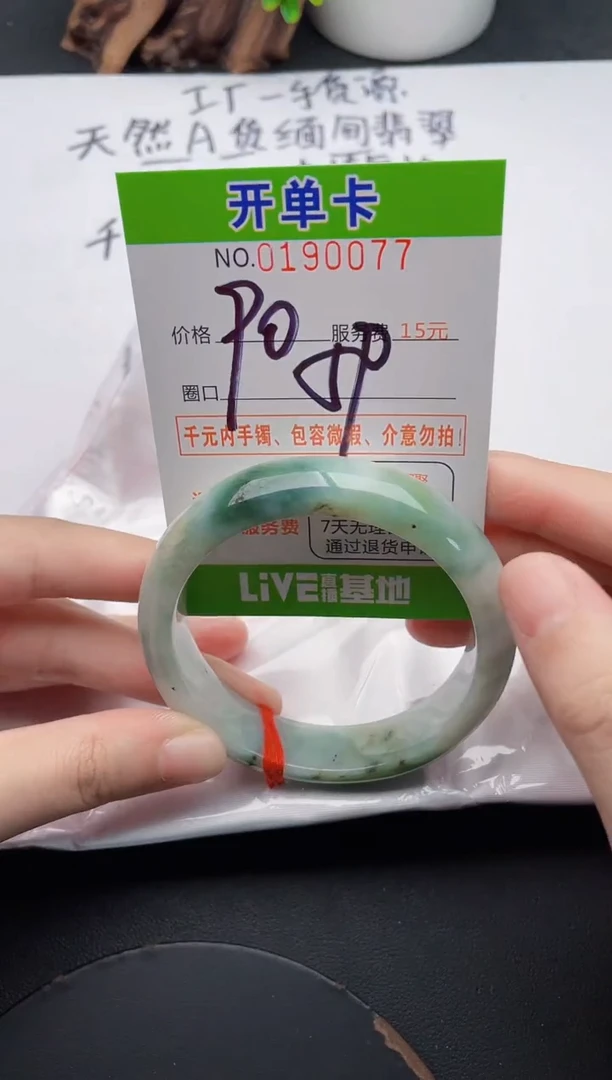 工厂一手货源
天然A货缅甸翡翠
千
开单卡
NO.0190077
价格 服务费 15元
圈口
千元内手镯、包容微瑕、介意勿拍!
服务费 7天无理
通过退货申
LiVE直播基地